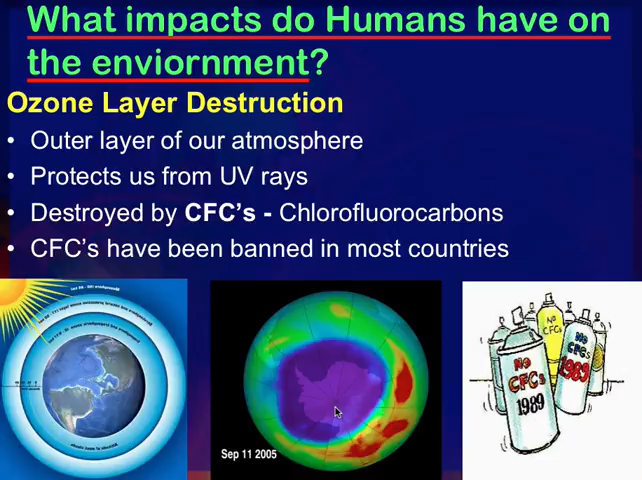 What impacts do Humans have on
the enviornment?
Ozone Layer Destruction
• Outer layer of our atmosphere
• Protects us from UV rays
• Destroyed by CFC’s - Chlorofluorocarbons
• CFC’s have been banned in most countries
Sep 11 2005
NO
CFCs
1989
NO
CFCs
NO
CFCs
1989